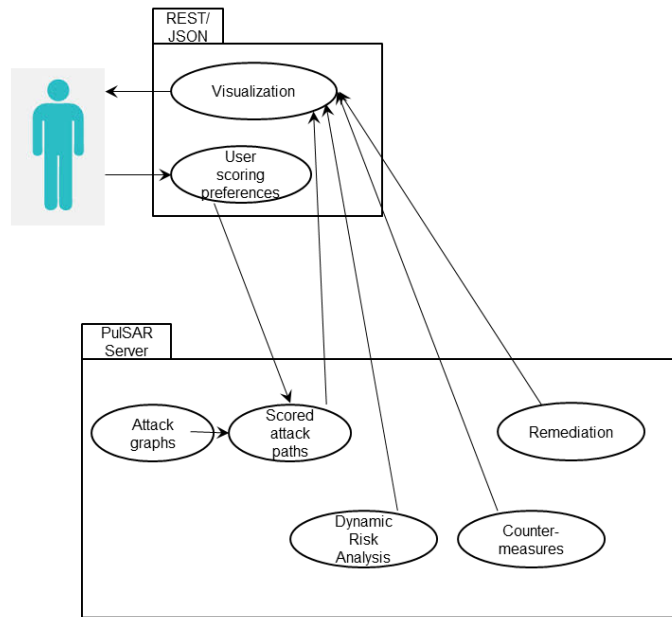 REST/
JSON
Visualization
User
scoring
preferences
PulSAR
Server
Attack
graphs
Scored
attack
paths
Remediation
Dynamic
Risk
Analysis
Counter-
measures